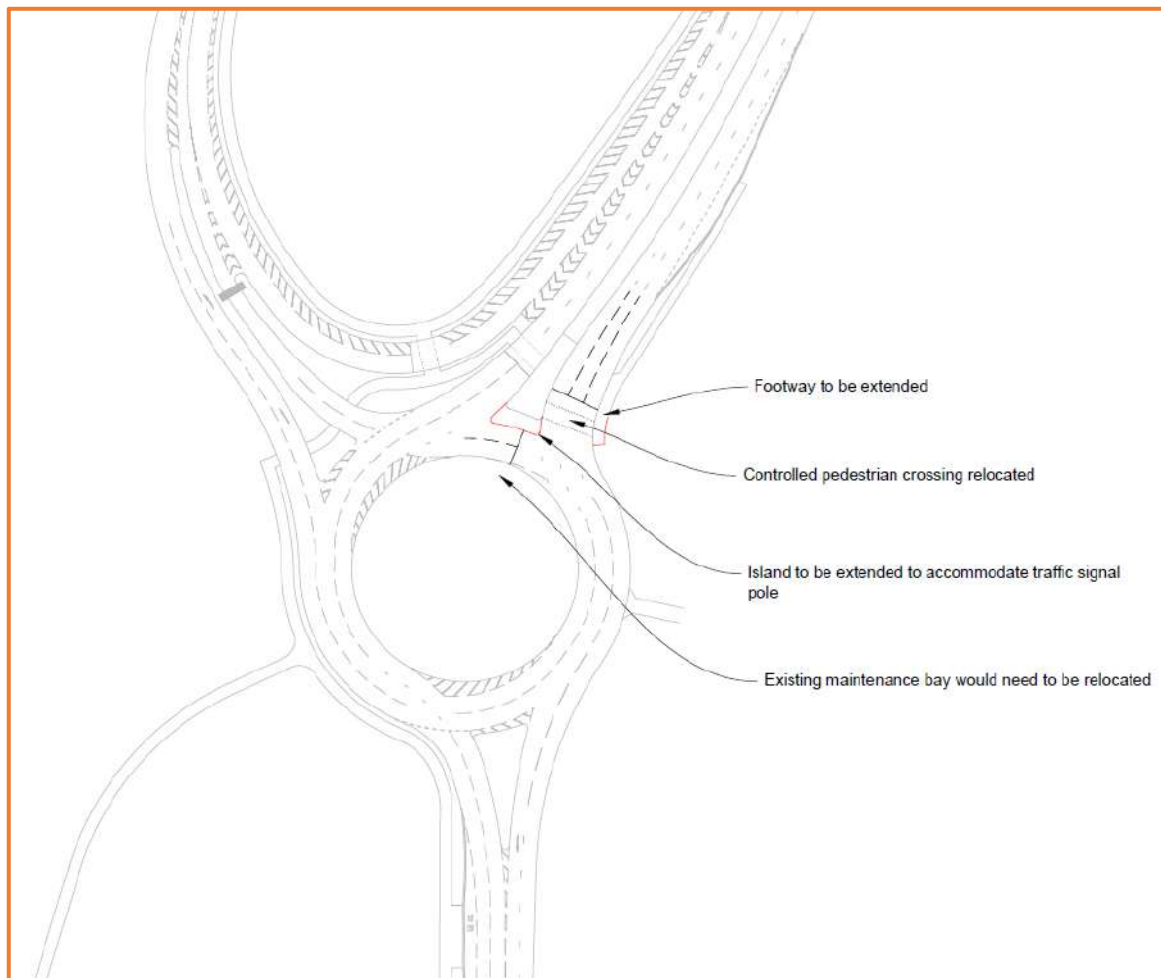 Footway to be extended
Controlled pedestrian crossing relocated
Island to be extended to accommodate traffic signal
pole
Existing maintenance bay would need to be relocated